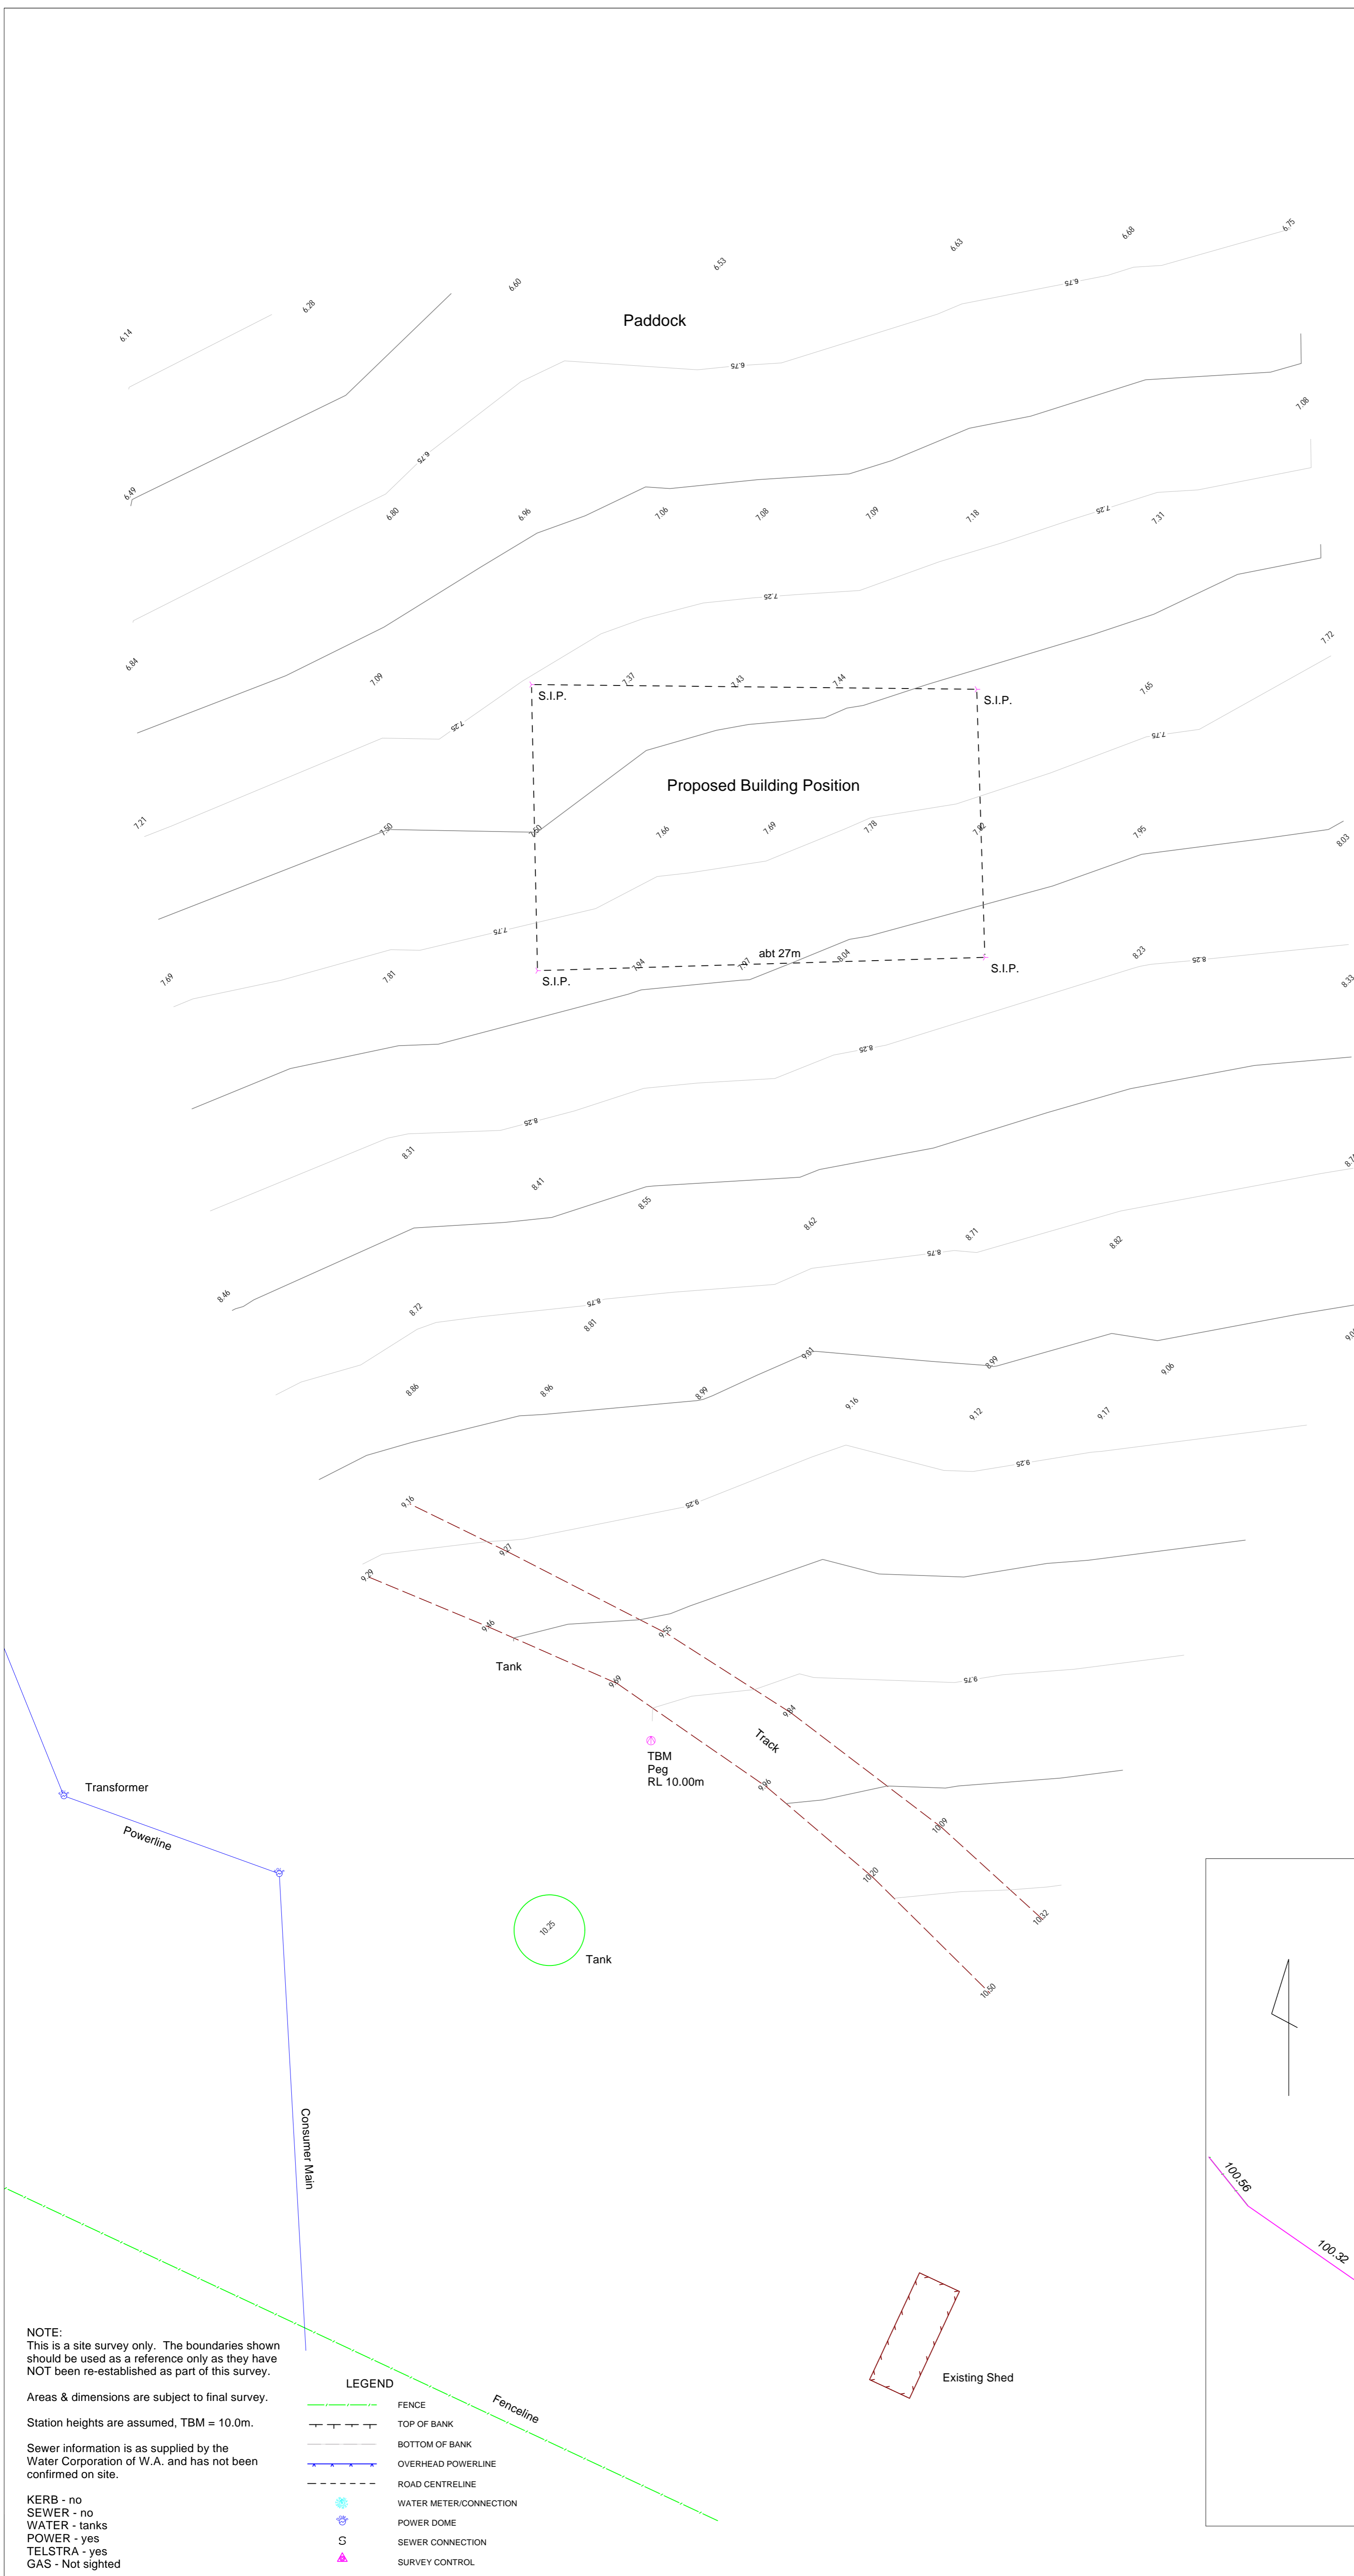 6.75
6.68
6.63
6.53
6.60
6.28
6.14
6.75
Paddock
6.75
7.08
6.75
6.49
6.80
6.96
7.06
7.08
7.09
7.18
7.25
7.31
7.25
6.84
7.09
7.37
7.43
7.44
7.65
7.72
S.I.P.
S.I.P.
7.25
7.75
Proposed Building Position
7.21
7.50
7.50
7.66
7.69
7.78
7.82
7.95
8.03
7.75
abt 27m
7.69
7.81
7.94
7.97
8.04
8.23
8.25
8.33
S.I.P.
S.I.P.
8.25
8.25
8.31
8.41
8.55
8.62
8.71
8.82
8.75
8.46
8.72
8.75
8.81
9.01
8.99
9.06
8.86
8.96
8.99
9.16
9.12
9.17
9.25
9.16
9.25
9.27
9.29
9.46
9.55
Tank
9.69
9.75
9.84
Track
TBM
Peg
RL 10.00m
9.96
Transformer
Powerline
10.09
10.20
10.32
10.25
Tank
10.50
Consumer Main
100.56
100.32
Existing Shed
Fenceline
NOTE:
This is a site survey only. The boundaries shown
should be used as a reference only as they have
NOT been re-established as part of this survey.
Areas & dimensions are subject to final survey.
Station heights are assumed, TBM = 10.0m.
Sewer information is as supplied by the
Water Corporation of W.A. and has not been
confirmed on site.
KERB - no
SEWER - no
WATER - tanks
POWER - yes
TELSTRA - yes
GAS - Not sighted
LEGEND
FENCE
TOP OF BANK
BOTTOM OF BANK
OVERHEAD POWERLINE
ROAD CENTRELINE
WATER METER/CONNECTION
POWER DOME
S
SEWER CONNECTION
SURVEY CONTROL